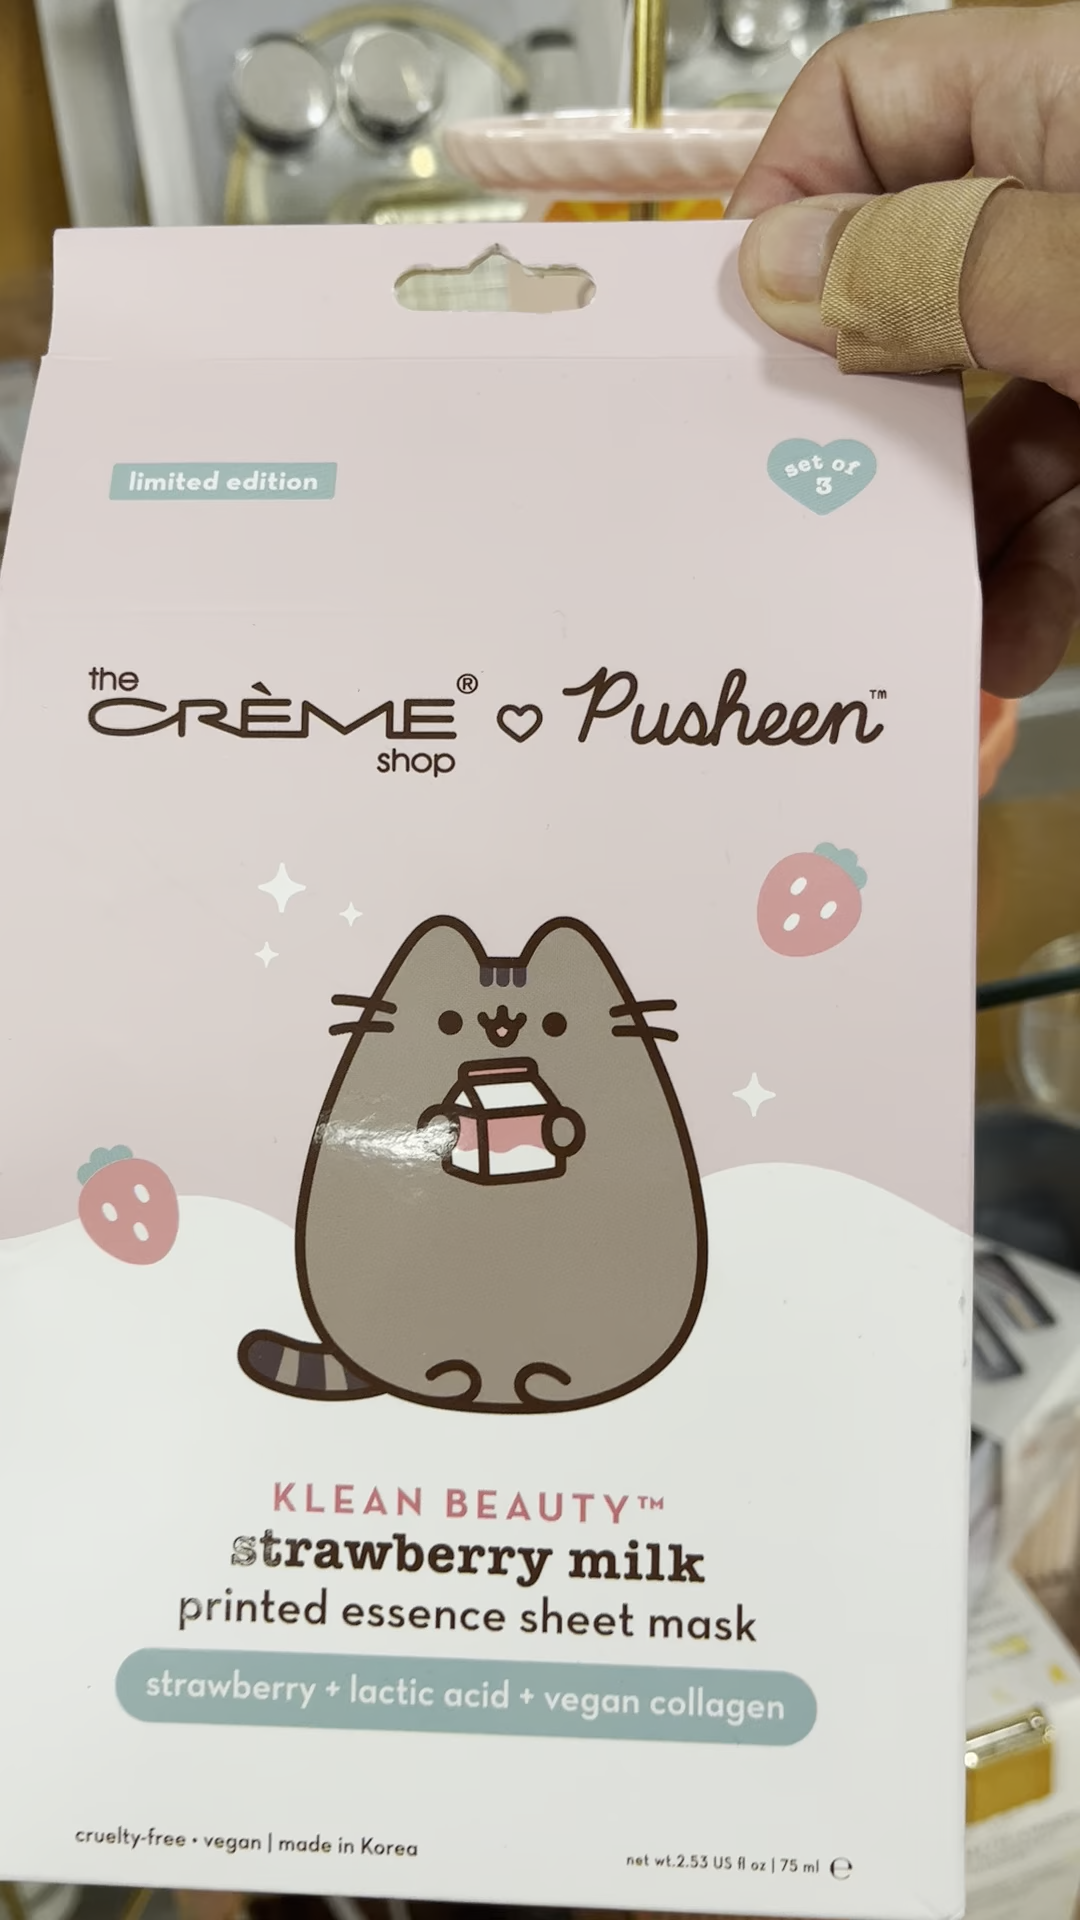 limited edition
set of
3
the
CRÈME® ♡ Pusheen™
shop
KLEAN BEAUTY™
strawberry milk
printed essence sheet mask
strawberry + lactic acid + vegan collagen
cruelty-free • vegan | made in Korea
net wt.2.53 US fl oz | 75 ml ℮